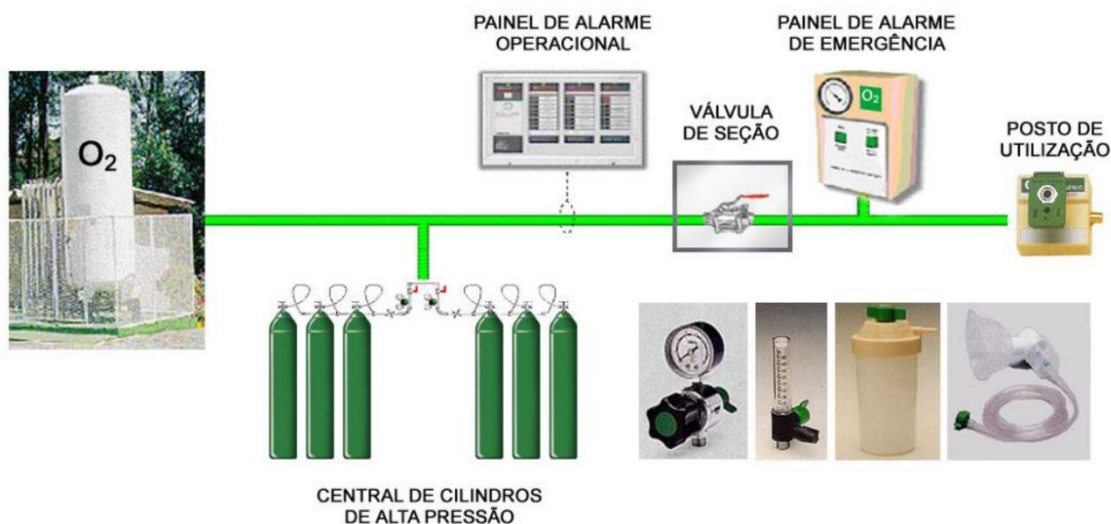 PAINEL DE ALARME
OPERACIONAL
PAINEL DE ALARME
DE EMERGÊNCIA
O2
VÁLVULA
DE SEÇÃO
O2
POSTO DE
UTILIZAÇÃO
CENTRAL DE CILINDROS
DE ALTA PRESSÃO